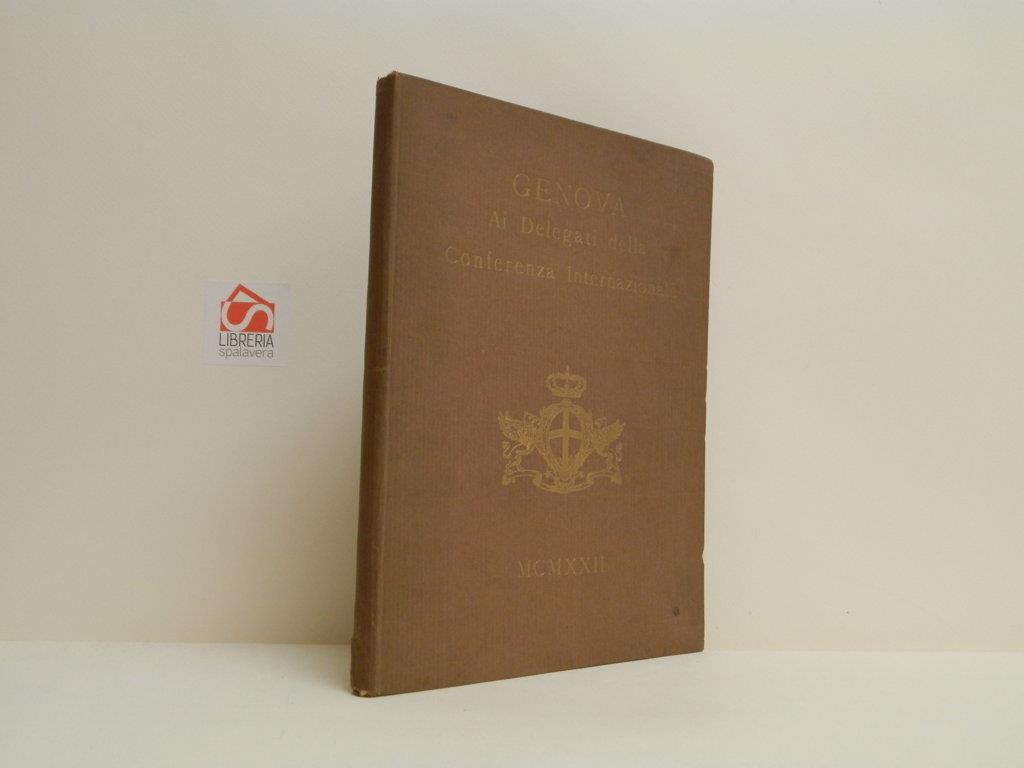 GENOVA
Ai Delegati della
Conferenza Internazionale
MCMXXII
LIBRERIA
spalavera